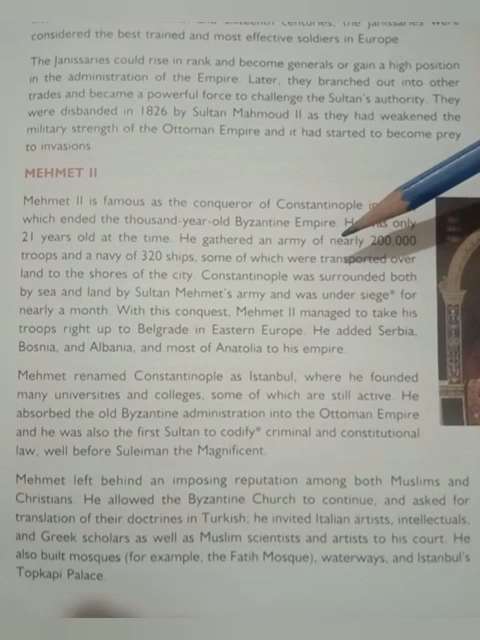 considered the best trained and most effective soldiers in Europe.
The Janissaries could rise in rank and become generals or gain a high position
in the administration of the Empire. Later, they branched out into other
trades and became a powerful force to challenge the Sultan's authority. They
were disbanded in 1826 by Sultan Mahmoud II as they had weakened the
military strength of the Ottoman Empire and it had started to become prey
to invasions.
MEHMET II
Mehmet II is famous as the conqueror of Constantinople
which ended the thousand-year-old Byzantine Empire. only
21 years old at the time. He gathered an army of nearly 200,000
troops and a navy of 320 ships, some of which were transported over
land to the shores of the city. Constantinople was surrounded both
by sea and land by Sultan Mehmet's army and was under siege* for
nearly a month. With this conquest, Mehmet II managed to take his
troops right up to Belgrade in Eastern Europe. He added Serbia,
Bosnia, and Albania, and most of Anatolia to his empire.
Mehmet renamed Constantinople as Istanbul, where he founded
many universities and colleges, some of which are still active. He
absorbed the old Byzantine administration into the Ottoman Empire
and he was also the first Sultan to codify* criminal and constitutional
law, well before Suleiman the Magnificent.
Mehmet left behind an imposing reputation among both Muslims and
Christians. He allowed the Byzantine Church to continue, and asked for
translation of their doctrines in Turkish; he invited Italian artists, intellectuals,
and Greek scholars as well as Muslim scientists and artists to his court. He
also built mosques (for example, the Fatih Mosque), waterways, and Istanbul's
Topkapi Palace.